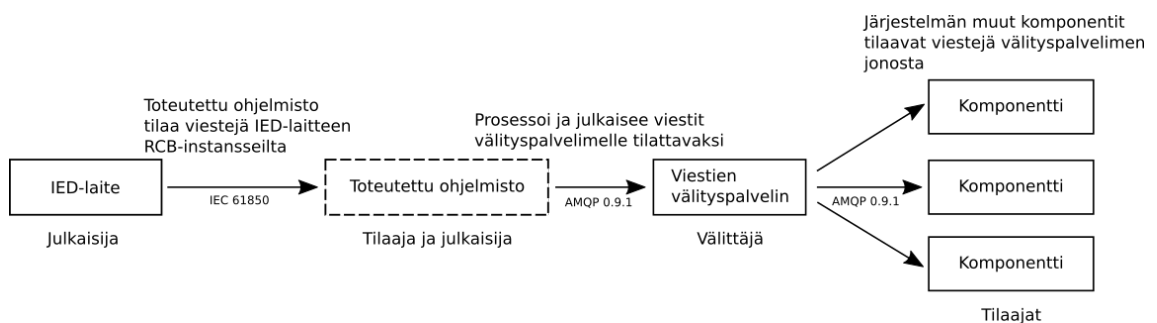 Järjestelmän muut komponentit
tilaavat viestejä välityspalvelimen
jonosta
Toteutettu ohjelmisto
tilaa viestejä IED-laitteen
RCB-instansseilta
Prosessoi ja julkaisee viestit
välityspalvelimelle tilattavaksi
IED-laite
IEC 61850
Toteutettu ohjelmisto
AMQP 0.9.1
Viestien
välityspalvelin
AMQP 0.9.1
Komponentti
Komponentti
Komponentti
Julkaisija
Tilaaja ja julkaisija
Välittäjä
Tilaajat